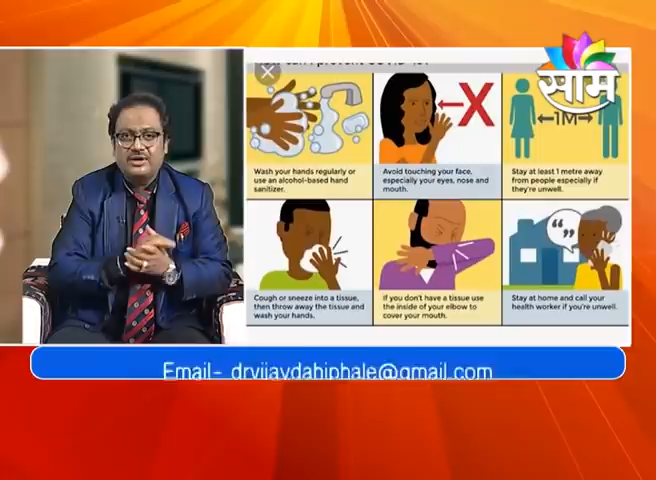 साम
Wash your hands regularly or
use an alcohol-based hand
sanitizer.
Avoid touching your face,
especially your eyes, nose and
mouth.
1M
Stay at least 1 metre away
from people especially if
they're unwell.
Cough or sneeze into a tissue,
then throw away the tissue and
wash your hands.
If you don't have a tissue use
the inside of your elbow to
cover your mouth.
Stay at home and call your
health worker if you're unwell.
Email- drvijaydahiphale@gmail.com